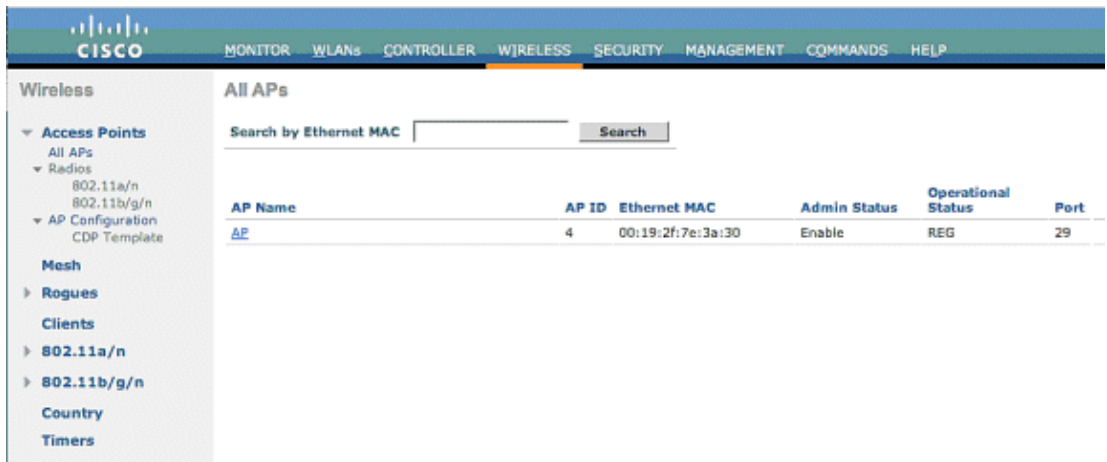 CISCO
MONITOR WLANs CONTROLLER WIRELESS SECURITY MANAGEMENT COMMANDS HELP
Wireless
Access Points
All APs
Radios
802.11a/n
802.11b/g/n
AP Configuration
CDP Template
Mesh
Rogues
Clients
802.11a/n
802.11b/g/n
Country
Timers
All APs
Search by Ethernet MAC Search
AP Name AP ID Ethernet MAC Admin Status Operational Status Port
AP 4 00:19:2f:7e:3a:30 Enable REG 29